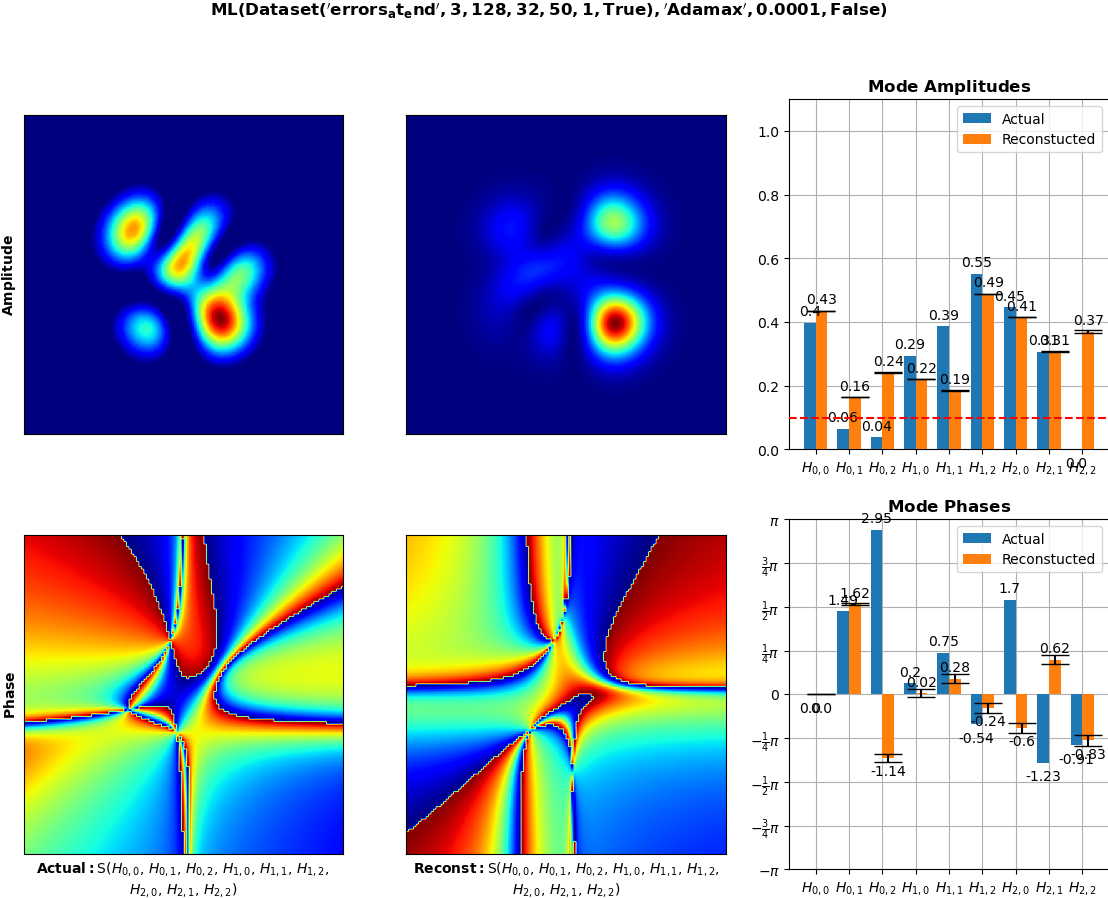 ML(Dataset('errors_at_end', 3, 128, 32, 50, 1, True), 'Adamax', 0.0001, False)
Amplitude
Mode Amplitudes
Actual
Reconstucted
1.0
0.8
0.6
0.4
0.2
0.0
0.4
0.43
0.06
0.16
0.04
0.24
0.29
0.22
0.39
0.19
0.55
0.49
0.45
0.41
0.31
0.31
0.0
0.37
H0,0 H0,1 H0,2 H1,0 H1,1 H1,2 H2,0 H2,1 H2,2
Phase
Actual: S(H0,0, H0,1, H0,2, H1,0, H1,1, H1,2,
H2,0, H2,1, H2,2)
Reconst: S(H0,0, H0,1, H0,2, H1,0, H1,1, H1,2,
H2,0, H2,1, H2,2)
Mode Phases
Actual
Reconstucted
π
3/4π
1/2π
1/4π
0
−1/4π
−1/2π
−3/4π
−π
0.0
0.0
1.49
1.62
2.95
-1.14
0.2
0.02
0.75
0.28
-0.54
-0.24
1.7
-0.6
-1.23
0.62
-0.91
-0.83
H0,0 H0,1 H0,2 H1,0 H1,1 H1,2 H2,0 H2,1 H2,2